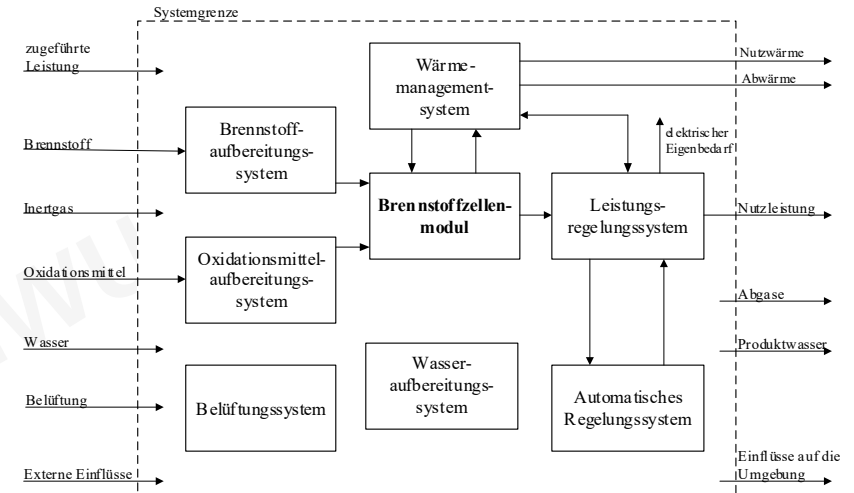 Systemgrenze
zugeführte
Leistung
Brennstoff
Inertgas
Oxidationsmittel
Wasser
Belüftung
Externe Einflüsse
Brennstoff-
aufbereitungs-
system
Oxidationsmittel-
aufbereitungs-
system
Belüftungssystem
Wärme-
management-
system
Brennstoffzellen-
modul
Wasser-
aufbereitungs-
system
Leistungs-
regelungssystem
Automatisches
Regelungssystem
elektrischer
Eigenbedarf
Nutzwärme
Abwärme
Nutzleistung
Abgase
Produktwasser
Einflüsse auf die
Umgebung